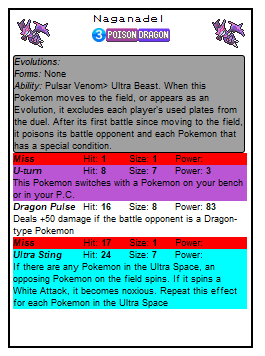 Naganadel
3 POISON DRAGON
Evolutions:
Forms: None
Ability: Pulsar Venom> Ultra Beast. When this
Pokemon moves to the field, or appears as an
Evolution, it excludes each player's used plates from
the duel. After its first battle since moving to the field,
it poisons its battle opponent and each Pokemon that
has a special condition.
Miss Hit: 1 Size: 1 Power:
U-turn Hit: 8 Size: 7 Power: 3
This Pokemon switches with a Pokemon on your bench
or in your P.C.
Dragon Pulse Hit: 16 Size: 8 Power: 83
Deals +50 damage if the battle opponent is a Dragon-
type Pokemon
Miss Hit: 17 Size: 1 Power:
Ultra Sting Hit: 24 Size: 7 Power:
If there are any Pokemon in the Ultra Space, an
opposing Pokemon on the field spins. If it spins a
White Attack, it becomes noxious. Repeat this effect
for each Pokemon in the Ultra Space